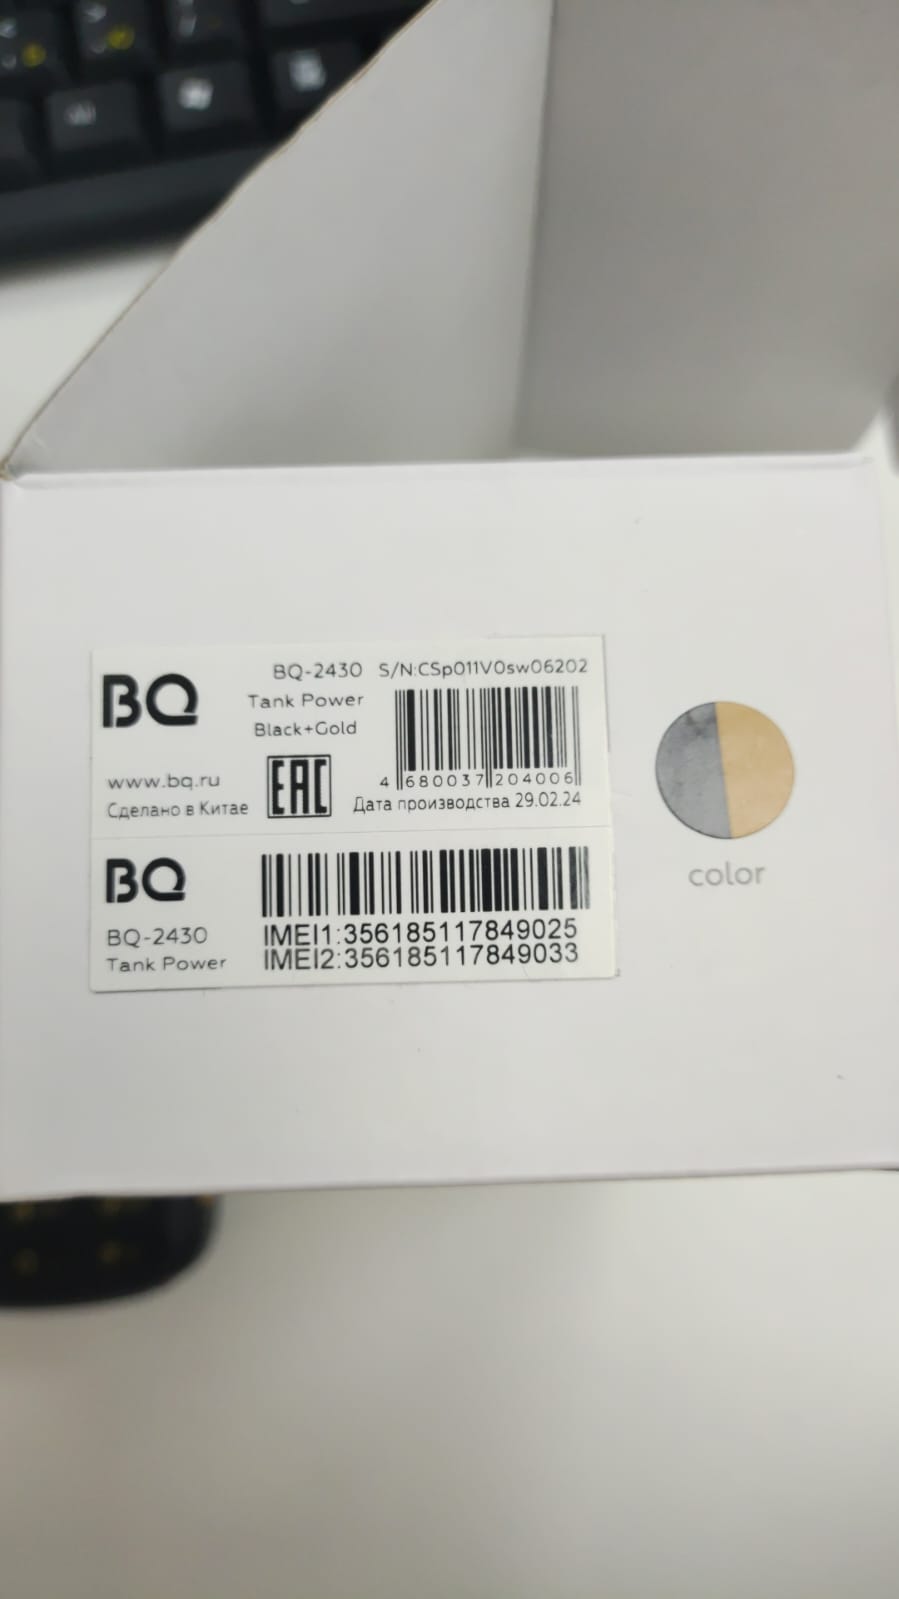 BQ
BQ-2430 S/N:CSp011V0sw06202
Tank Power
Black+Gold
4 680037 204006
www.bq.ru
EAC
Сделано в Китае
Дата производства 29.02.24
BQ
BQ-2430
Tank Power
IMEI1:356185117849025
IMEI2:356185117849033
color